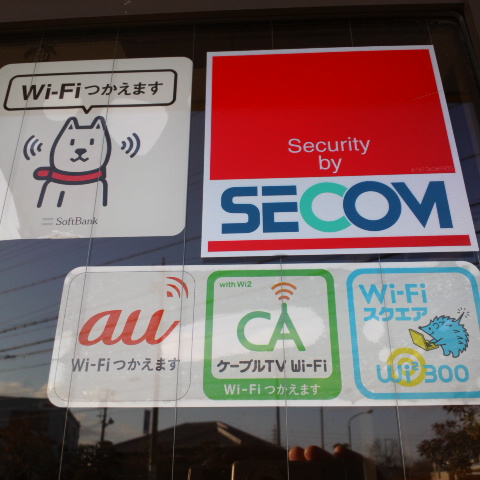 Wi-Fiつかえます
SoftBank
Security
by
SECOM
au
Wi-Fiつかえます
with Wi2
CA
ケーブルTV Wi-Fi
Wi-Fiつかえます
Wi-Fi
スクエア
Wi2 300